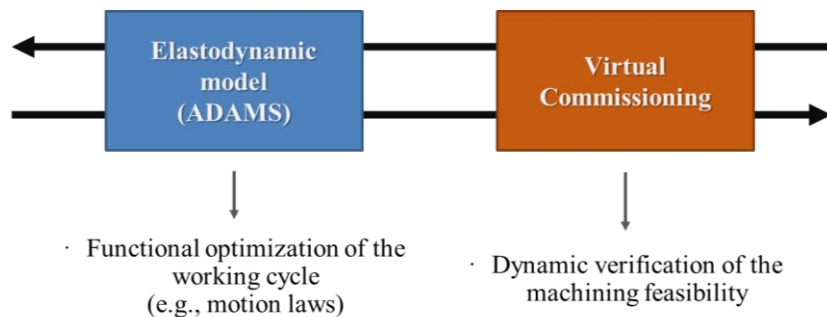 Elastodynamic
model
(ADAMS)
Virtual
Commissioning
· Functional optimization of the
working cycle
(e.g., motion laws)
· Dynamic verification of the
machining feasibility